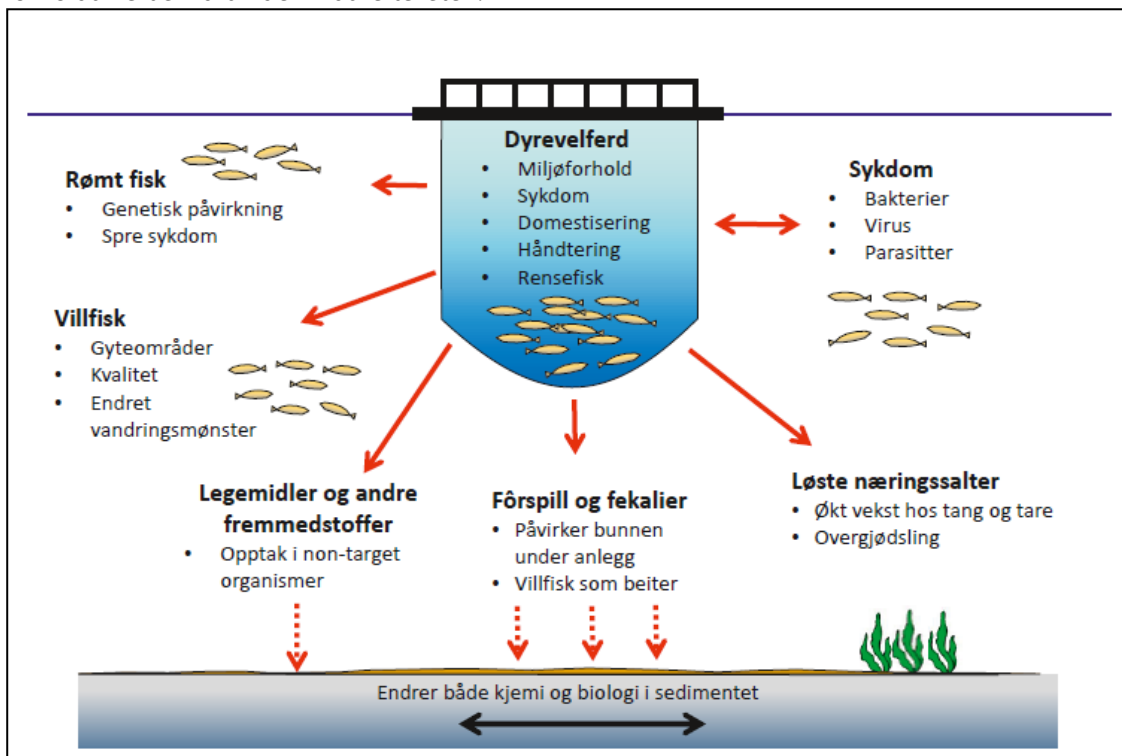 Dyrevelferd
• Miljøforhold
• Sykdom
• Domestisering
• Håndtering
• Rensefisk
Rømt fisk
• Genetisk påvirkning
• Spre sykdom
Sykdom
• Bakterier
• Virus
• Parasitter
Villfisk
• Gyteområder
• Kvalitet
• Endret
vandringsmønster
Legemidler og andre
fremmedstoffer
• Opptak i non-target
organismer
Fôrspill og fekalier
• Påvirker bunnen
under anlegg
• Villfisk som beiter
Løste næringssalter
• Økt vekst hos tang og tare
• Overgjødsling
Endrer både kjemi og biologi i sedimentet